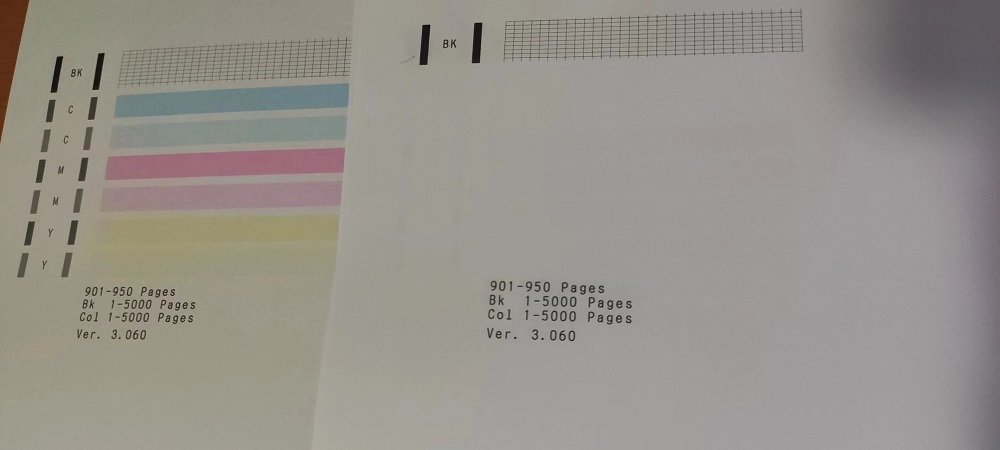 BK
C
C
M
M
Y
Y
901-950 Pages
Bk 1-5000 Pages
Col 1-5000 Pages
Ver. 3.060
BK
901-950 Pages
Bk 1-5000 Pages
Col 1-5000 Pages
Ver. 3.060